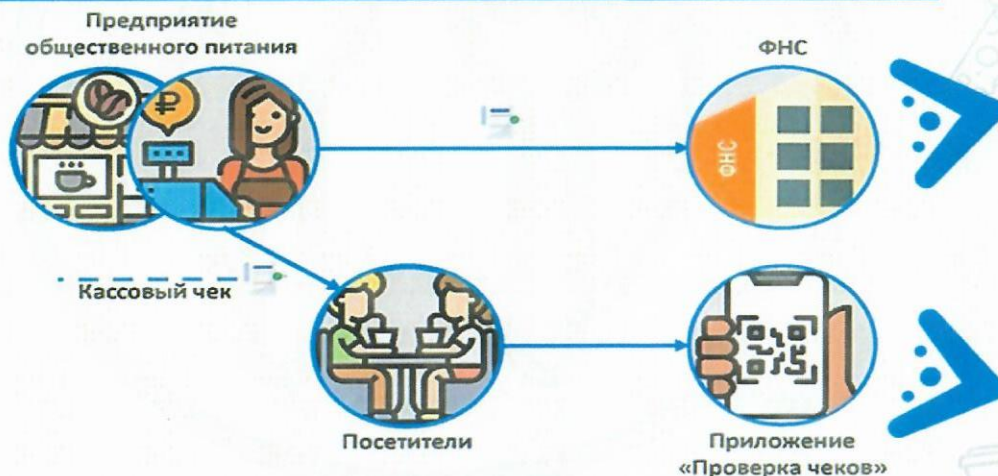 Предприятие
общественного питания
ФНС
₽
ФНС
Кассовый чек
Посетители
Приложение
«Проверка чеков»